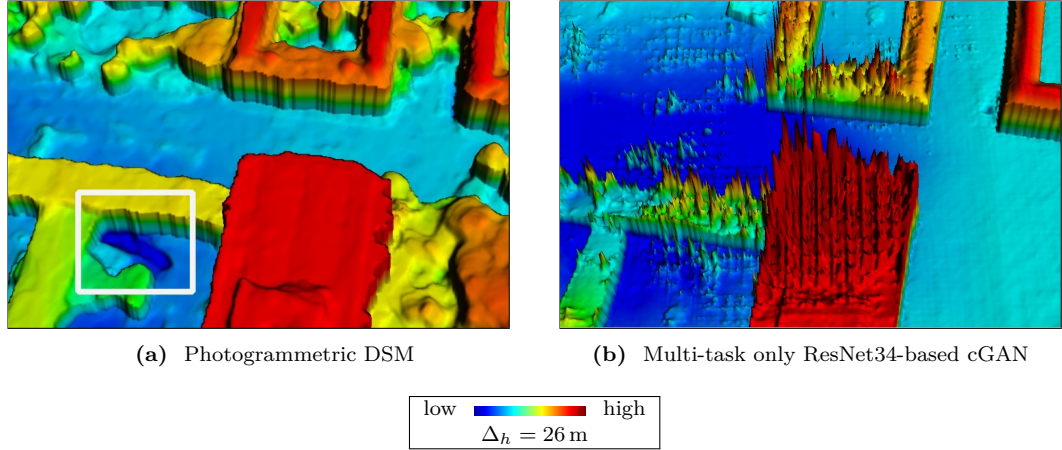 (a) Photogrammetric DSM
(b) Multi-task only ResNet34-based cGAN
low high
Δh = 26 m